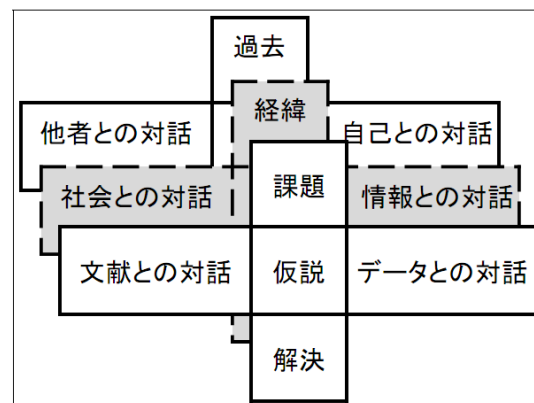 過去
経緯
他者との対話
自己との対話
課題
社会との対話
情報との対話
文献との対話
仮説
データとの対話
解決